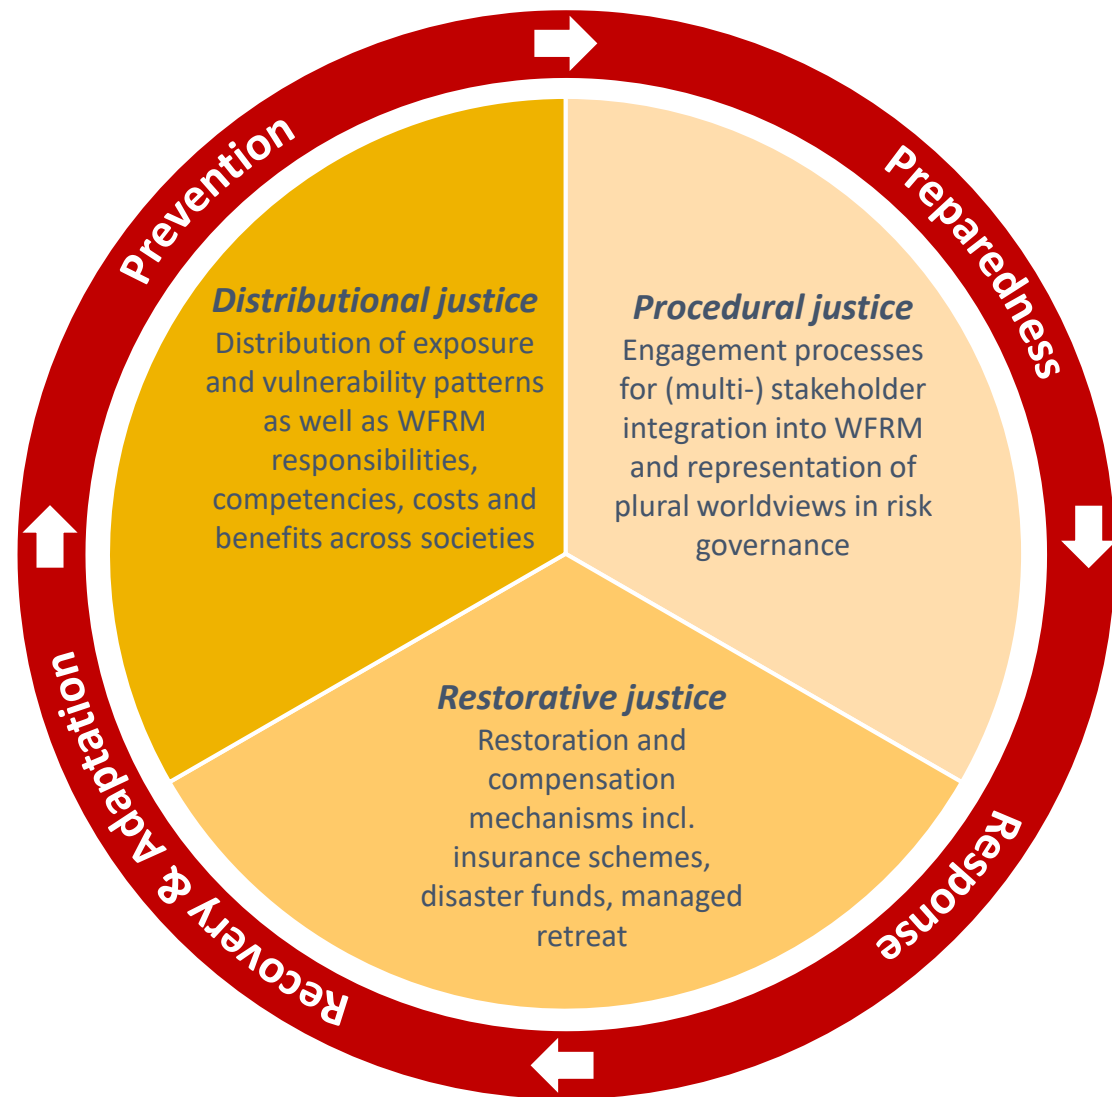 Prevention
Preparedness
Response
Recovery & Adaptation
Distributional justice
Distribution of exposure
and vulnerability patterns
as well as WFRM
responsibilities,
competencies, costs and
benefits across societies
Procedural justice
Engagement processes
for (multi-) stakeholder
integration into WFRM
and representation of
plural worldviews in risk
governance
Restorative justice
Restoration and
compensation
mechanisms incl.
insurance schemes,
disaster funds, managed
retreat